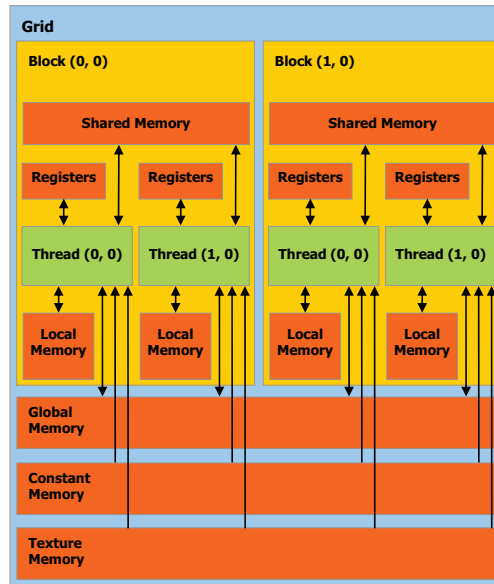 Grid
Block (0, 0)
Block (1, 0)
Shared Memory
Shared Memory
Registers
Registers
Registers
Registers
Thread (0, 0)
Thread (1, 0)
Thread (0, 0)
Thread (1, 0)
Local
Memory
Local
Memory
Local
Memory
Local
Memory
Global
Memory
Constant
Memory
Texture
Memory